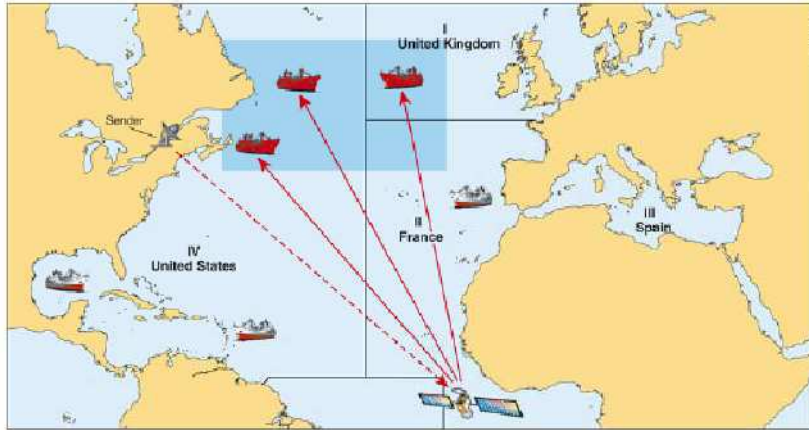 I
United Kingdom
Sender
II
France
III
Spain
IV
United States